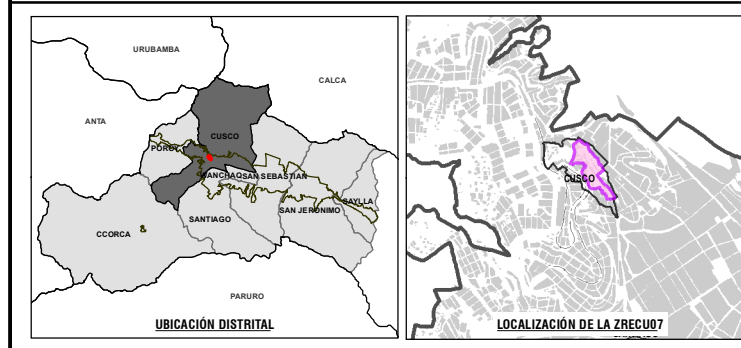 URUBAMBA
CALCA
ANTA
CUSCO
POROY
WANCHAQ
SAN SEBASTIAN
SAYLLA
SAN JERONIMO
SANTIAGO
CCORCA
PARURO
UBICACIÓN DISTRITAL
CUSCO
LOCALIZACIÓN DE LA ZRECU07